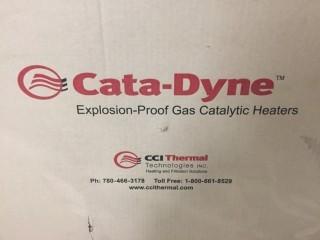 Cata-Dyne™
Explosion-Proof Gas Catalytic Heaters
CCI Thermal
Technologies INC.
Heating and Filtration Solutions
Ph: 780-466-3178 Toll Free: 1-800-661-8529
www.ccithermal.com